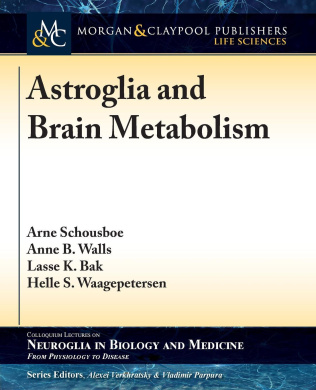 M
& C
MORGAN & CLAYPOOL PUBLISHERS
LIFE SCIENCES
Astroglia and
Brain Metabolism
Arne Schousboe
Anne B. Walls
Lasse K. Bak
Helle S. Waagepetersen
COLLOQUIUM LECTURES ON
NEUROGLIA IN BIOLOGY AND MEDICINE
FROM PHYSIOLOGY TO DISEASE
Series Editors, Alexei Verkhratsky & Vladimir Parpura